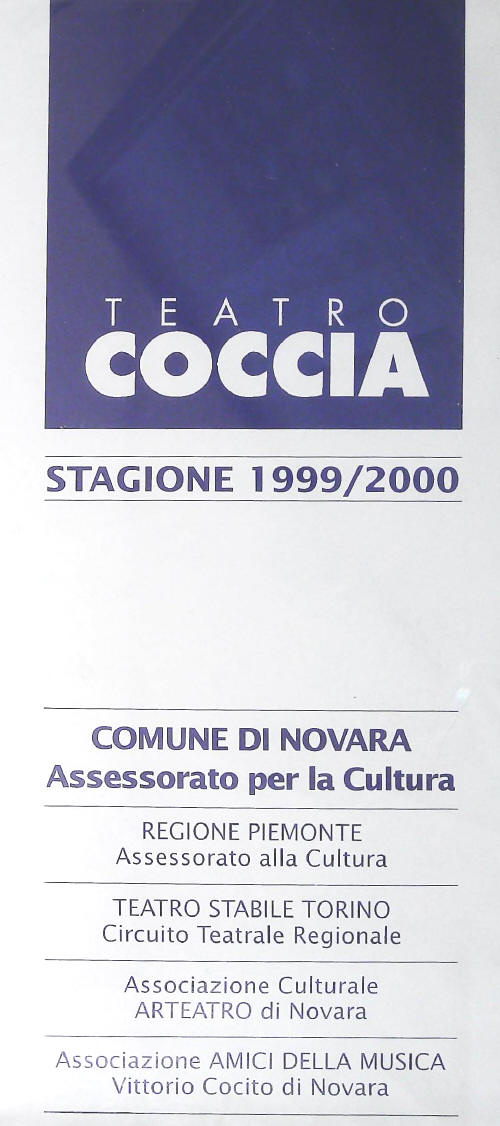 TEATRO
COCCIA
STAGIONE 1999/2000
COMUNE DI NOVARA
Assessorato per la Cultura
REGIONE PIEMONTE
Assessorato alla Cultura
TEATRO STABILE TORINO
Circuito Teatrale Regionale
Associazione Culturale
ARTEATRO di Novara
Associazione AMICI DELLA MUSICA
Vittorio Cocito di Novara